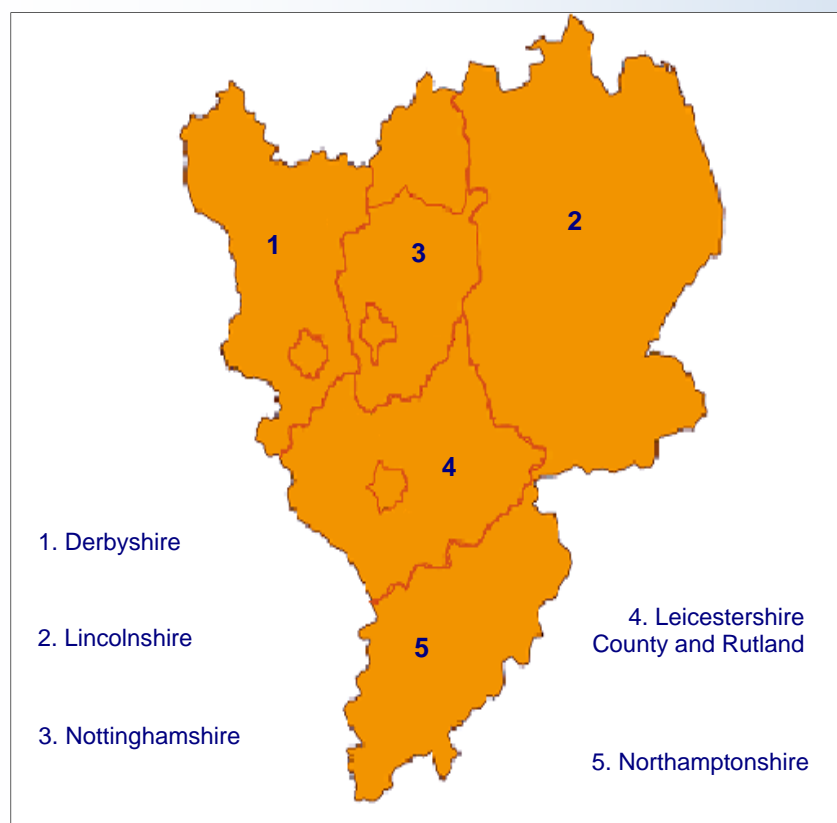 1
2
3
4
5
1. Derbyshire
2. Lincolnshire
3. Nottinghamshire
4. Leicestershire
County and Rutland
5. Northamptonshire